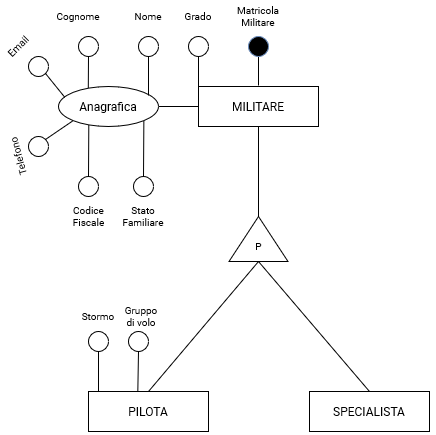 Matricola
Militare
Cognome
Nome
Grado
Email
Anagrafica
MILITARE
Telefono
Codice
Fiscale
Stato
Familiare
P
Stormo
Gruppo
di volo
PILOTA
SPECIALISTA